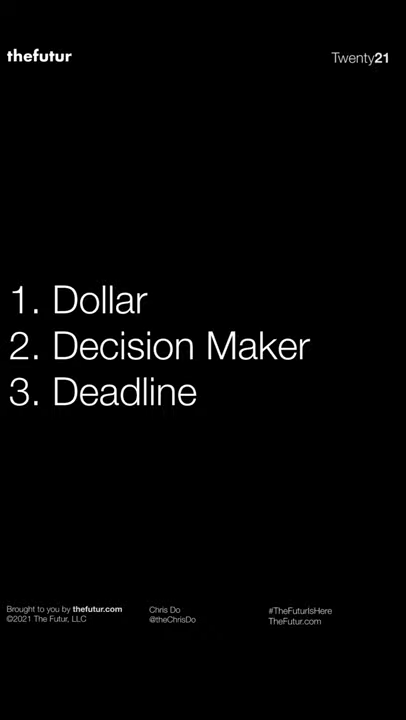 thefutur
Twenty21
1. Dollar
2. Decision Maker
3. Deadline
Brought to you by thefutur.com
©2021 The Futur, LLC
Chris Do
@theChrisDo
#TheFuturIsHere
TheFutur.com